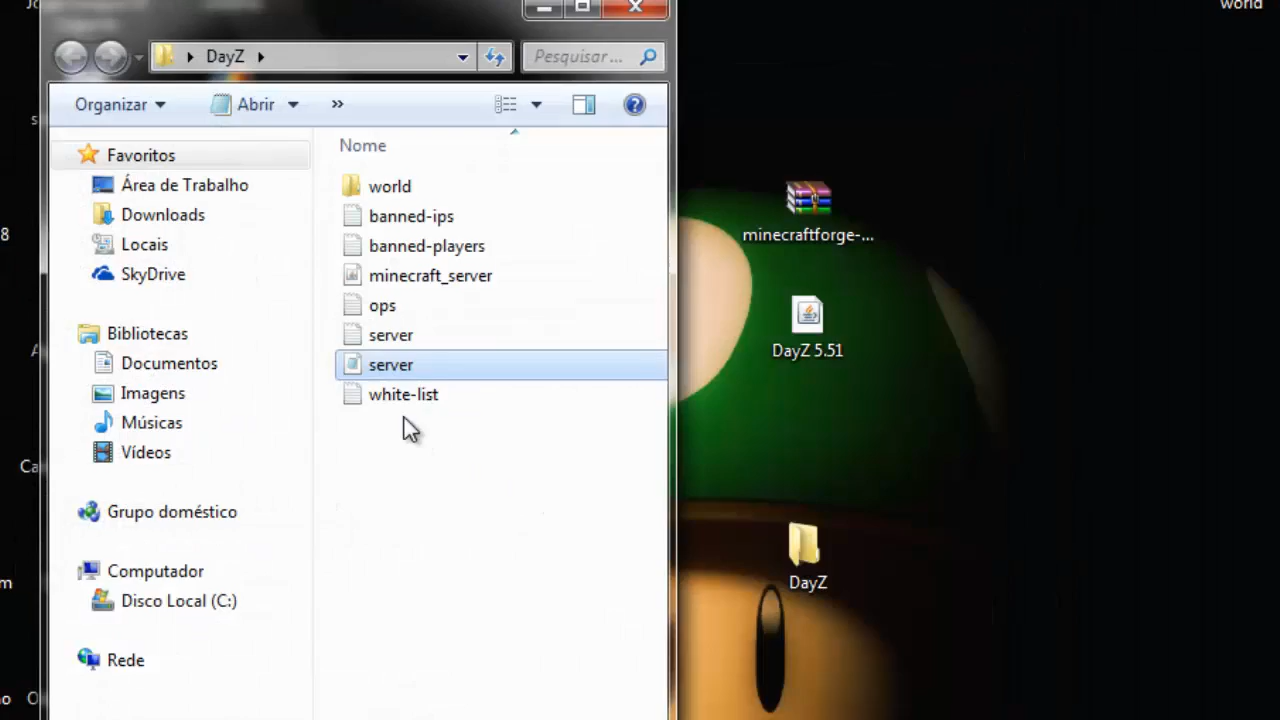 world
DayZ
Pesquisar ...
Organizar
Abrir
»
Favoritos
Área de Trabalho
Downloads
Locais
SkyDrive
Bibliotecas
Documentos
Imagens
Músicas
Vídeos
Grupo doméstico
Computador
Disco Local (C:)
Rede
Nome
world
banned-ips
banned-players
minecraft_server
ops
server
server
white-list
minecraftforge-...
DayZ 5.51
DayZ
8